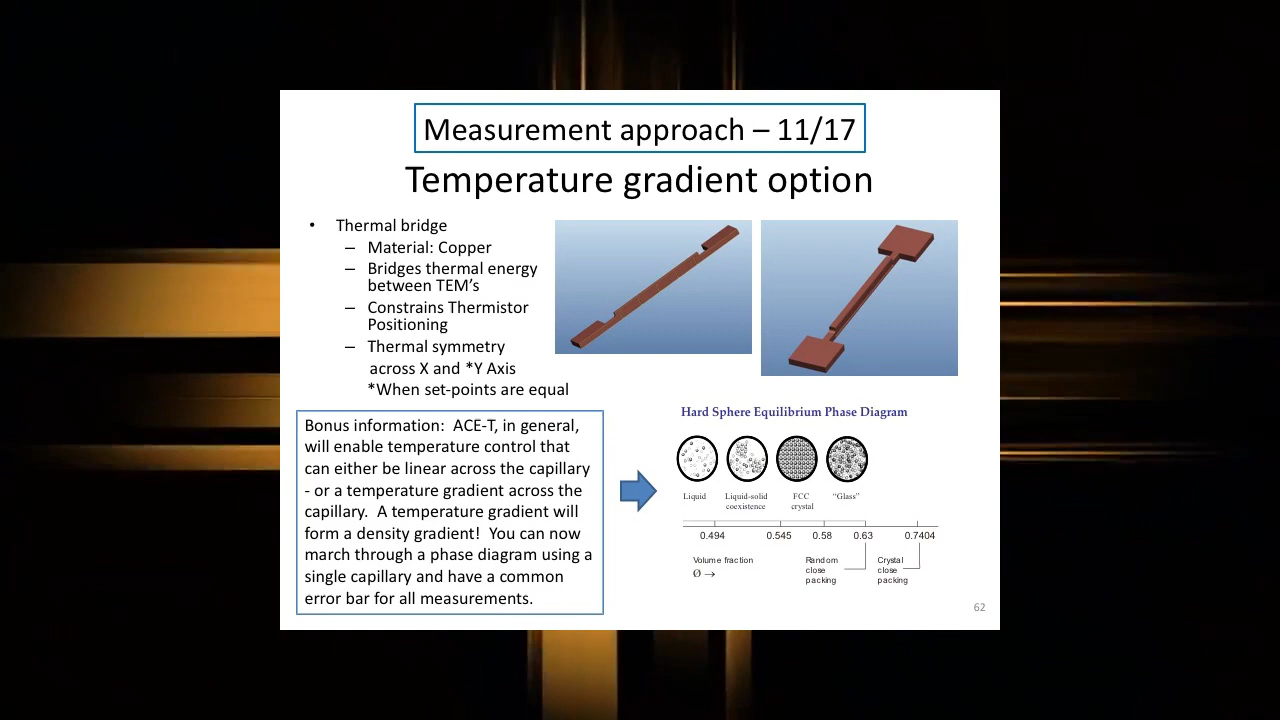 Measurement approach – 11/17
Temperature gradient option
• Thermal bridge
– Material: Copper
– Bridges thermal energy
between TEM's
– Constrains Thermistor
Positioning
– Thermal symmetry
across X and *Y Axis
*When set-points are equal
Bonus information: ACE-T, in general,
will enable temperature control that
can either be linear across the capillary
- or a temperature gradient across the
capillary. A temperature gradient will
form a density gradient! You can now
march through a phase diagram using a
single capillary and have a common
error bar for all measurements.
Hard Sphere Equilibrium Phase Diagram
Liquid
Liquid-solid
coexistence
FCC
crystal
“Glass”
0.494 0.545 0.58 0.63 0.7404
Volume fraction
Ø →
Random
close
packing
Crystal
close
packing
62